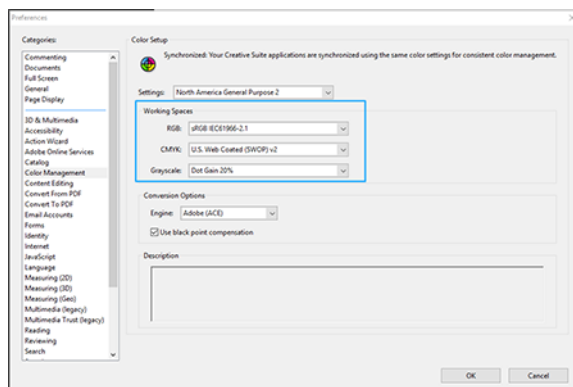 Preferences
Categories:
Commenting
Documents
Full Screen
General
Page Display
3D & Multimedia
Accessibility
Action Wizard
Adobe Online Services
Catalog
Color Management
Content Editing
Convert From PDF
Convert To PDF
Email Accounts
Forms
Identity
Internet
JavaScript
Language
Measuring (2D)
Measuring (3D)
Measuring (Geo)
Multimedia (legacy)
Multimedia Trust (legacy)
Reading
Reviewing
Search
Color Setup
Synchronized: Your Creative Suite applications are synchronized using the same color settings for consistent color management.
Settings: North America General Purpose 2
Working Spaces
RGB: sRGB IEC61966-2.1
CMYK: U.S. Web Coated (SWOP) v2
Grayscale: Dot Gain 20%
Conversion Options
Engine: Adobe (ACE)
Use black point compensation
Description
OK
Cancel